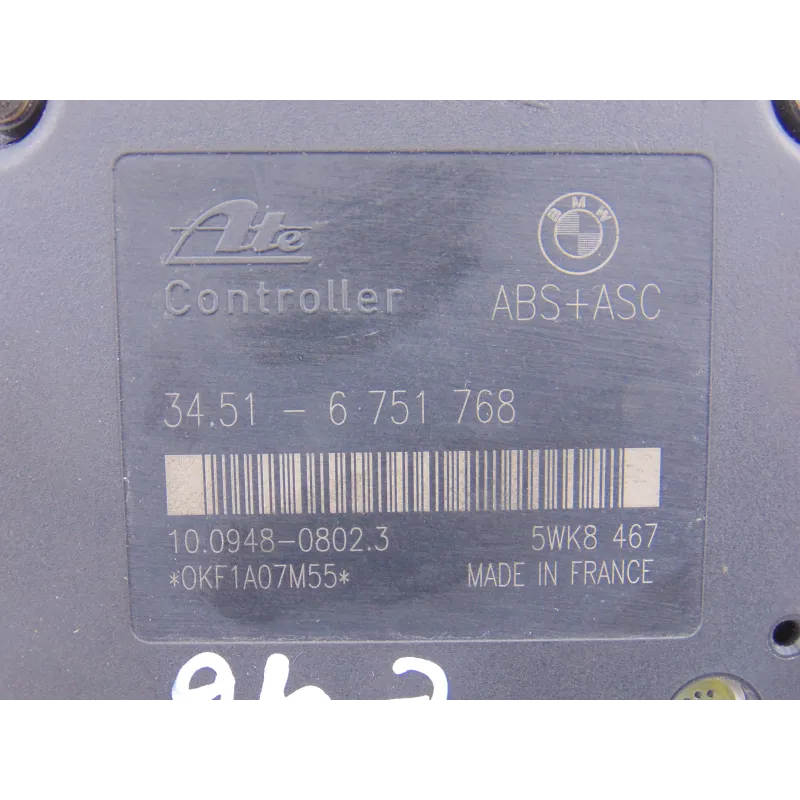 Ate
BMW
Controller
ABS+ASC
34.51 - 6 751 768
10.0948-0802.3
5WK8 467
*0KF1A07M55*
MADE IN FRANCE